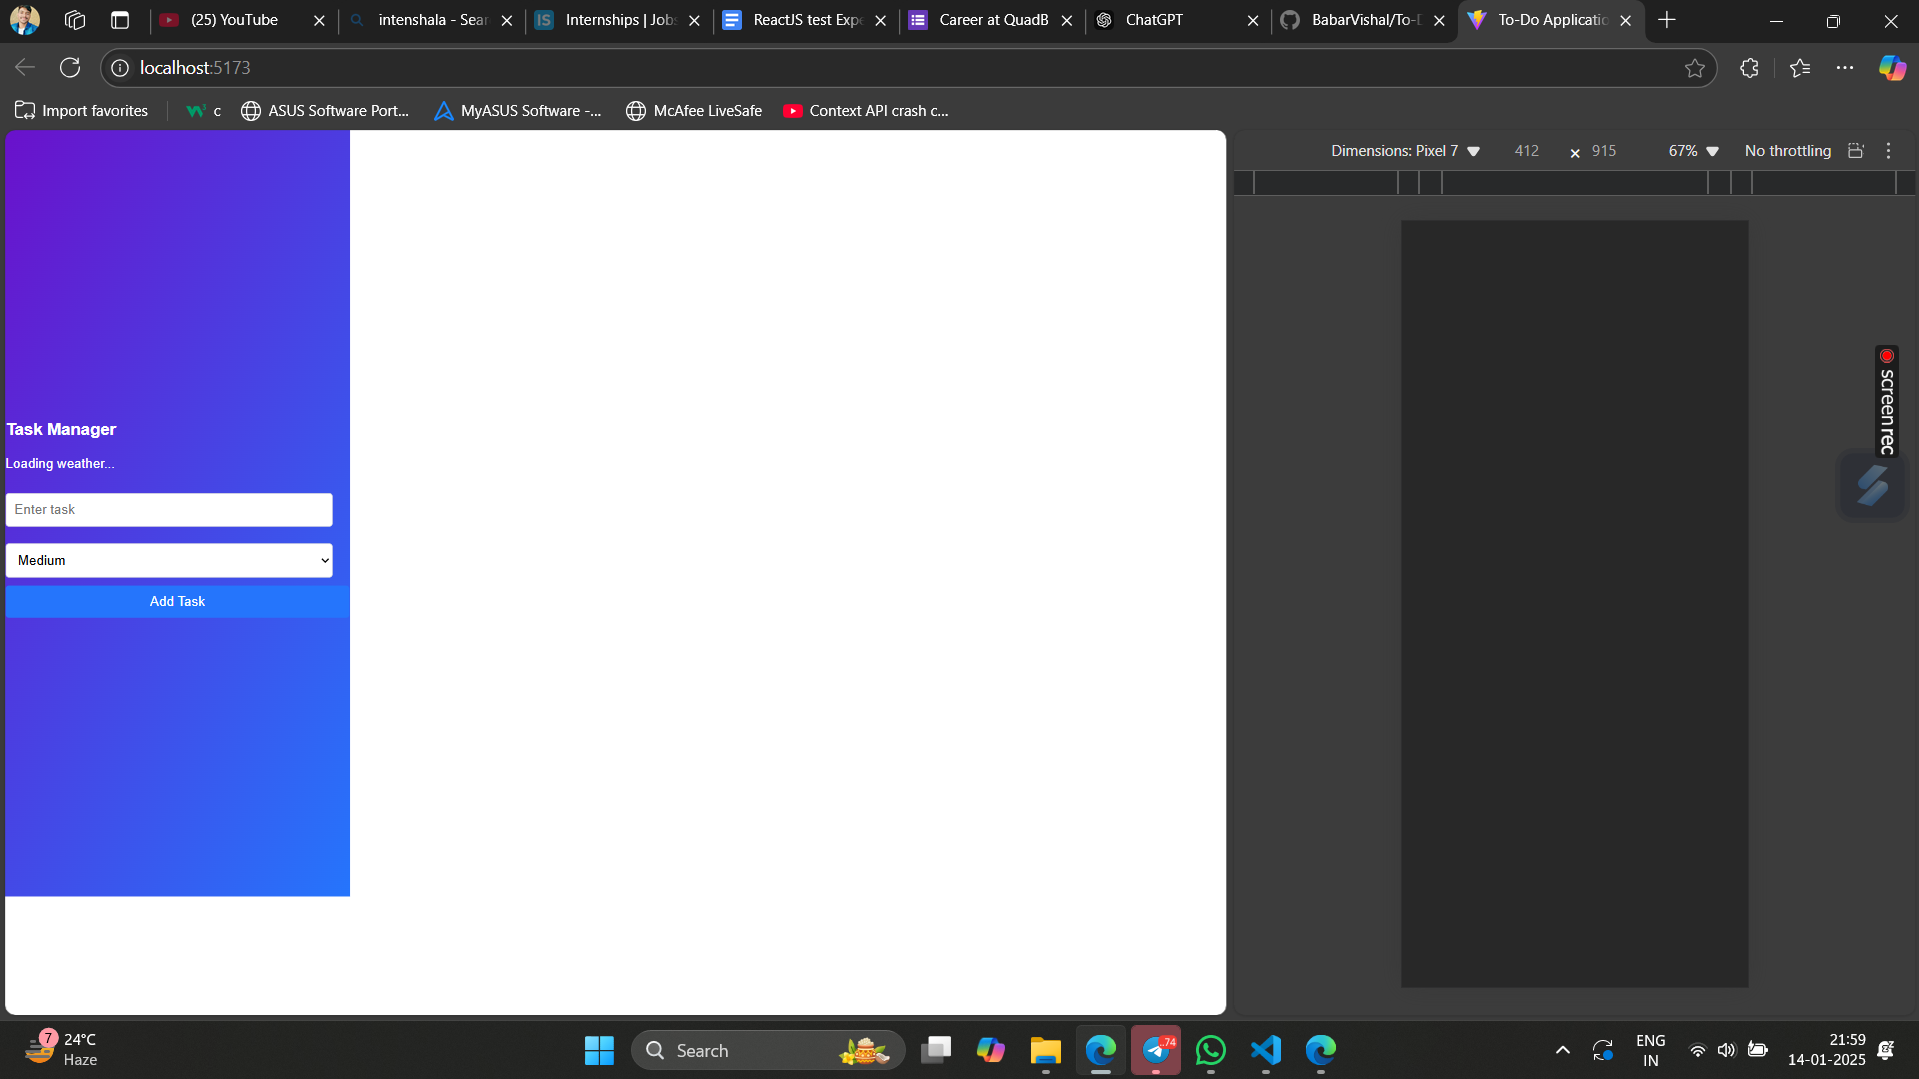 (25) YouTube
intenshala - Sear
Internships | Jobs
ReactJS test Expe
Career at QuadB
ChatGPT
BabarVishal/To-D
To-Do Applicatio
localhost:5173
Import favorites
c
ASUS Software Port...
MyASUS Software -...
McAfee LiveSafe
Context API crash c...
Dimensions: Pixel 7
412
×
915
67%
No throttling
Task Manager
Loading weather...
Enter task
Medium
Add Task
screenrec
7
24°C
Haze
Search
..74
ENG
IN
21:59
14-01-2025